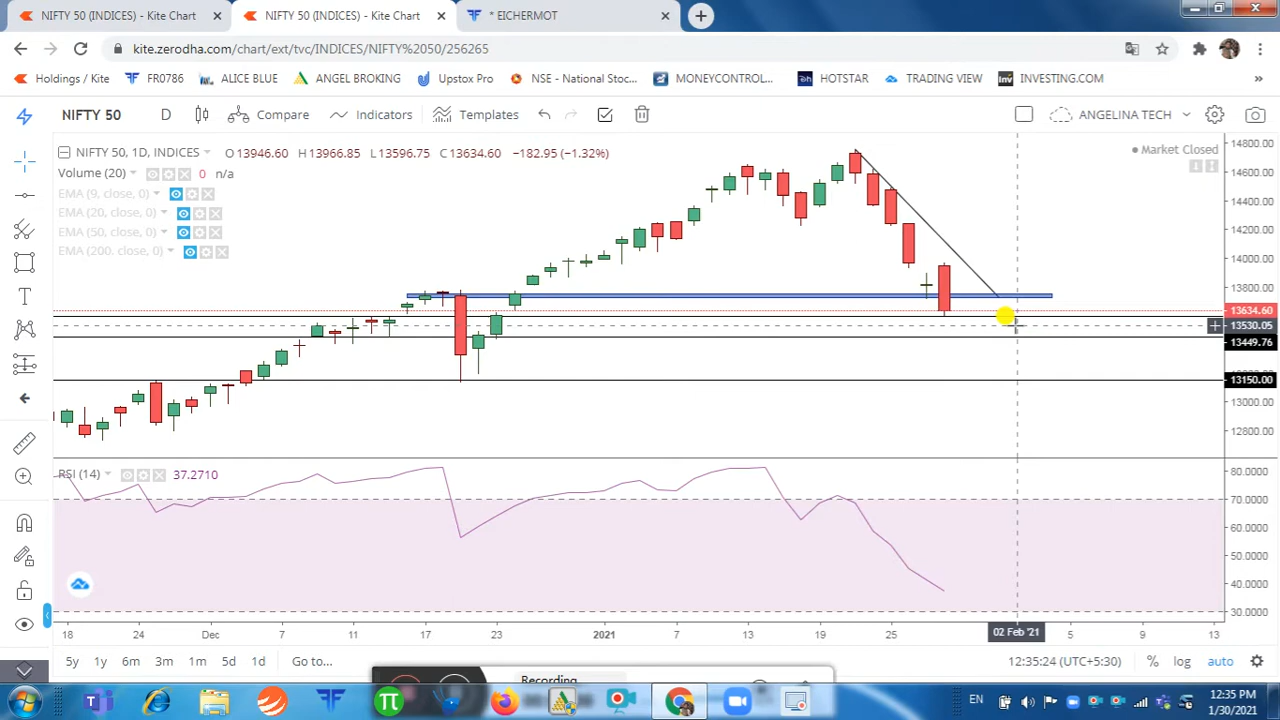 NIFTY 50 (INDICES) - Kite Chart
NIFTY 50 (INDICES) - Kite Chart
* EICHERMOT
kite.zerodha.com/chart/ext/tvc/INDICES/NIFTY%2050/256265
Holdings / Kite
FR0786
ALICE BLUE
ANGEL BROKING
Upstox Pro
NSE - National Stoc...
MONEYCONTROL...
HOTSTAR
TRADING VIEW
INVESTING.COM
»
NIFTY 50
D
Compare
Indicators
Templates
ANGELINA TECH
NIFTY 50, 1D, INDICES
O13946.60 H13966.85 L13596.75 C13634.60 −182.95 (−1.32%)
Market Closed
Volume (20) 0 n/a
EMA (9, close, 0)
EMA (20, close, 0)
EMA (50, close, 0)
EMA (200, close, 0)
14800.00
14600.00
14400.00
14200.00
14000.00
13800.00
13634.60
13530.05
13449.76
13150.00
13000.00
12800.00
RSI (14) 37.2710
80.0000
70.0000
60.0000
50.0000
40.0000
30.0000
18 24 Dec 7 11 17 23 2021 7 13 19 25 02 Feb '21 5 9 13
5y 1y 6m 3m 1m 5d 1d Go to...
12:35:24 (UTC+5:30) % log auto
Recording
EN
12:35 PM
1/30/2021